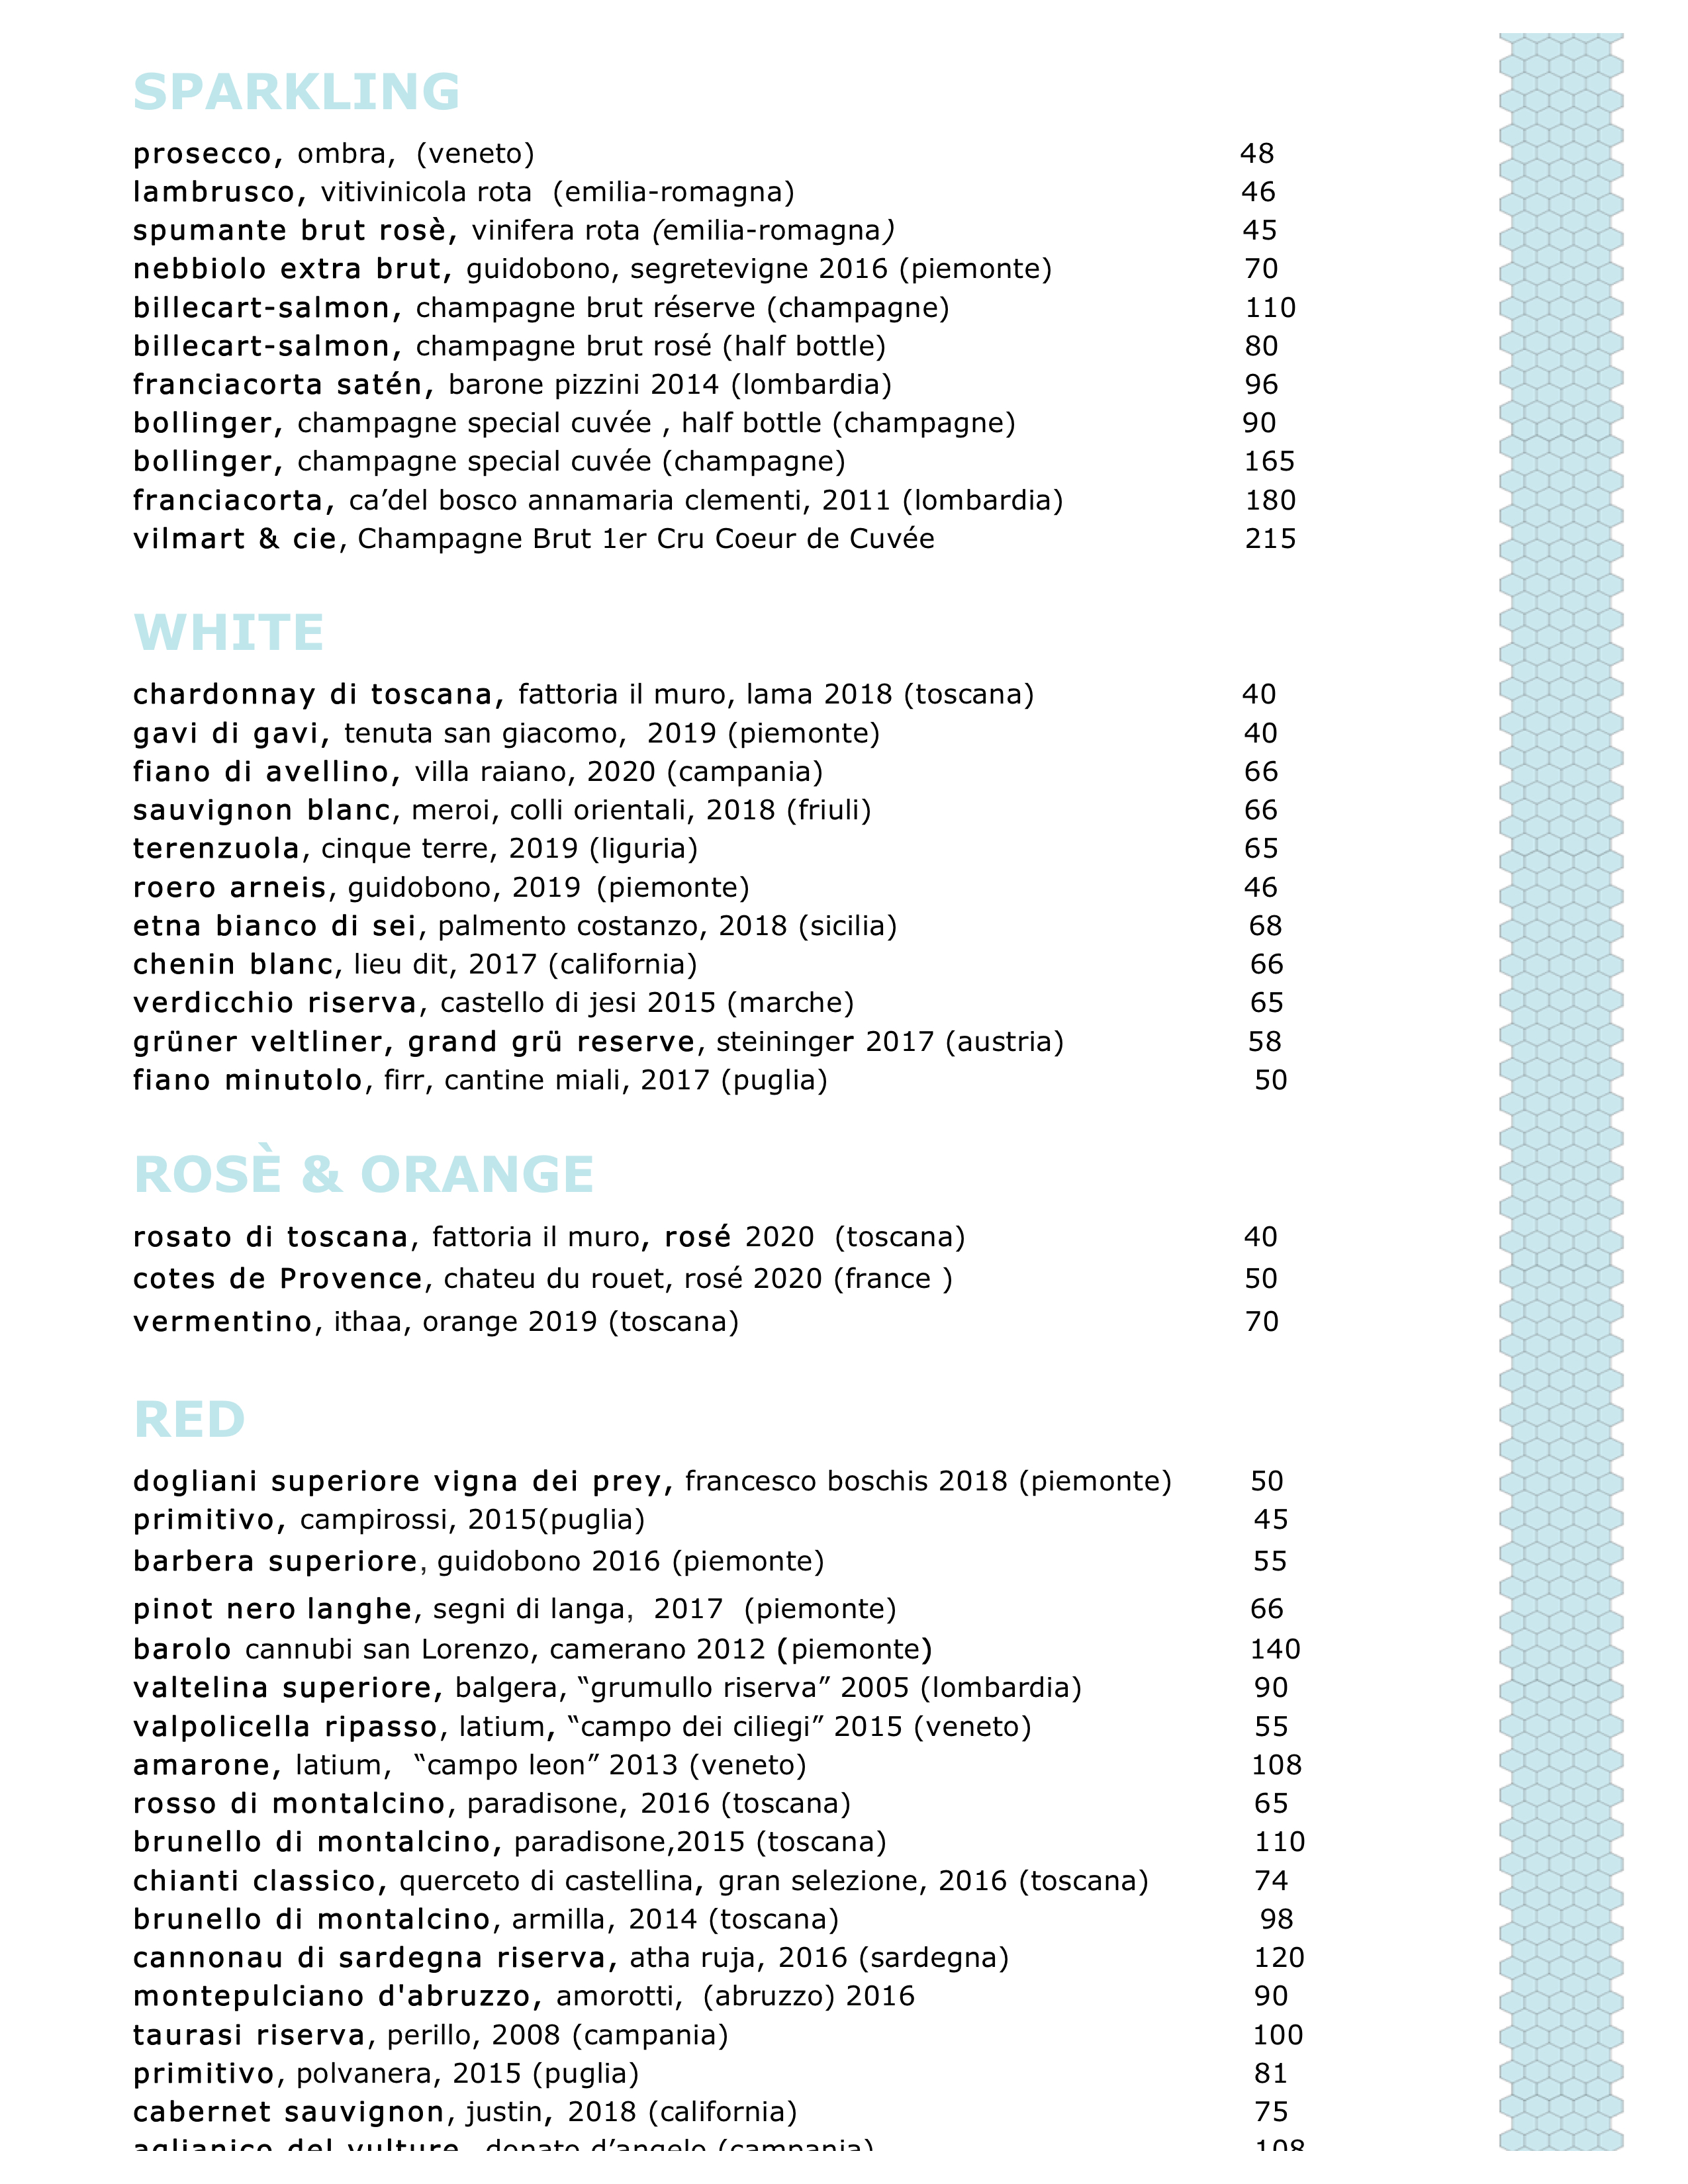 SPARKLING
prosecco, ombra, (veneto) 48
lambrusco, vitivinicola rota (emilia-romagna) 46
spumante brut rosè, vinifera rota (emilia-romagna) 45
nebbiolo extra brut, guidobono, segretevigne 2016 (piemonte) 70
billecart-salmon, champagne brut réserve (champagne) 110
billecart-salmon, champagne brut rosé (half bottle) 80
franciacorta satén, barone pizzini 2014 (lombardia) 96
bollinger, champagne special cuvée , half bottle (champagne) 90
bollinger, champagne special cuvée (champagne) 165
franciacorta, ca’del bosco annamaria clementi, 2011 (lombardia) 180
vilmart & cie, Champagne Brut 1er Cru Coeur de Cuvée 215
WHITE
chardonnay di toscana, fattoria il muro, lama 2018 (toscana) 40
gavi di gavi, tenuta san giacomo, 2019 (piemonte) 40
fiano di avellino, villa raiano, 2020 (campania) 66
sauvignon blanc, meroi, colli orientali, 2018 (friuli) 66
terenzuola, cinque terre, 2019 (liguria) 65
roero arneis, guidobono, 2019 (piemonte) 46
etna bianco di sei, palmento costanzo, 2018 (sicilia) 68
chenin blanc, lieu dit, 2017 (california) 66
verdicchio riserva, castello di jesi 2015 (marche) 65
grüner veltliner, grand grü reserve, steininger 2017 (austria) 58
fiano minutolo, firr, cantine miali, 2017 (puglia) 50
ROSÈ & ORANGE
rosato di toscana, fattoria il muro, rosé 2020 (toscana) 40
cotes de Provence, chateu du rouet, rosé 2020 (france ) 50
vermentino, ithaa, orange 2019 (toscana) 70
RED
dogliani superiore vigna dei prey, francesco boschis 2018 (piemonte) 50
primitivo, campirossi, 2015(puglia) 45
barbera superiore, guidobono 2016 (piemonte) 55
pinot nero langhe, segni di langa, 2017 (piemonte) 66
barolo cannubi san Lorenzo, camerano 2012 (piemonte) 140
valtelina superiore, balgera, “grumullo riserva” 2005 (lombardia) 90
valpolicella ripasso, latium, “campo dei ciliegi” 2015 (veneto) 55
amarone, latium, “campo leon” 2013 (veneto) 108
rosso di montalcino, paradisone, 2016 (toscana) 65
brunello di montalcino, paradisone,2015 (toscana) 110
chianti classico, querceto di castellina, gran selezione, 2016 (toscana) 74
brunello di montalcino, armilla, 2014 (toscana) 98
cannonau di sardegna riserva, atha ruja, 2016 (sardegna) 120
montepulciano d'abruzzo, amorotti, (abruzzo) 2016 90
taurasi riserva, perillo, 2008 (campania) 100
primitivo, polvanera, 2015 (puglia) 81
cabernet sauvignon, justin, 2018 (california) 75
aglianico del vulture, donato d’angelo (campania) 108